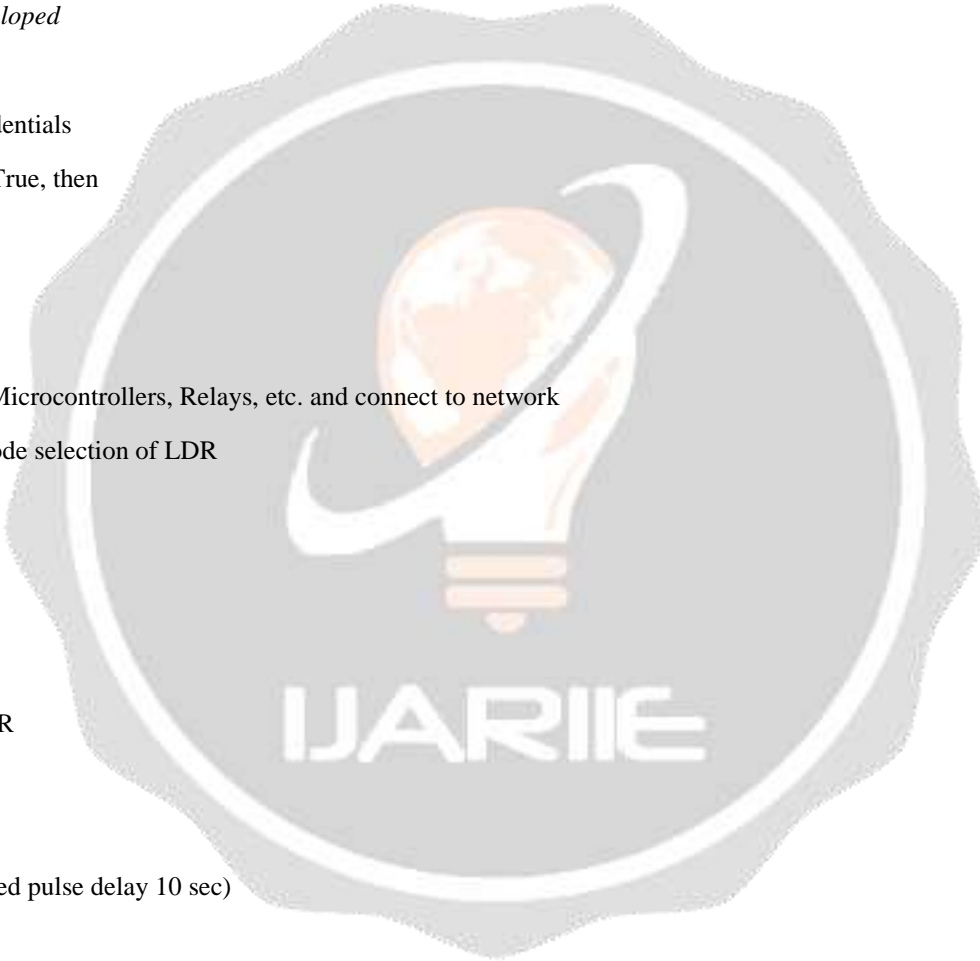 loped
dentials
True, then
Microcontrollers, Relays, etc. and connect to network
ode selection of LDR
IJARIIE
R
ed pulse delay 10 sec)